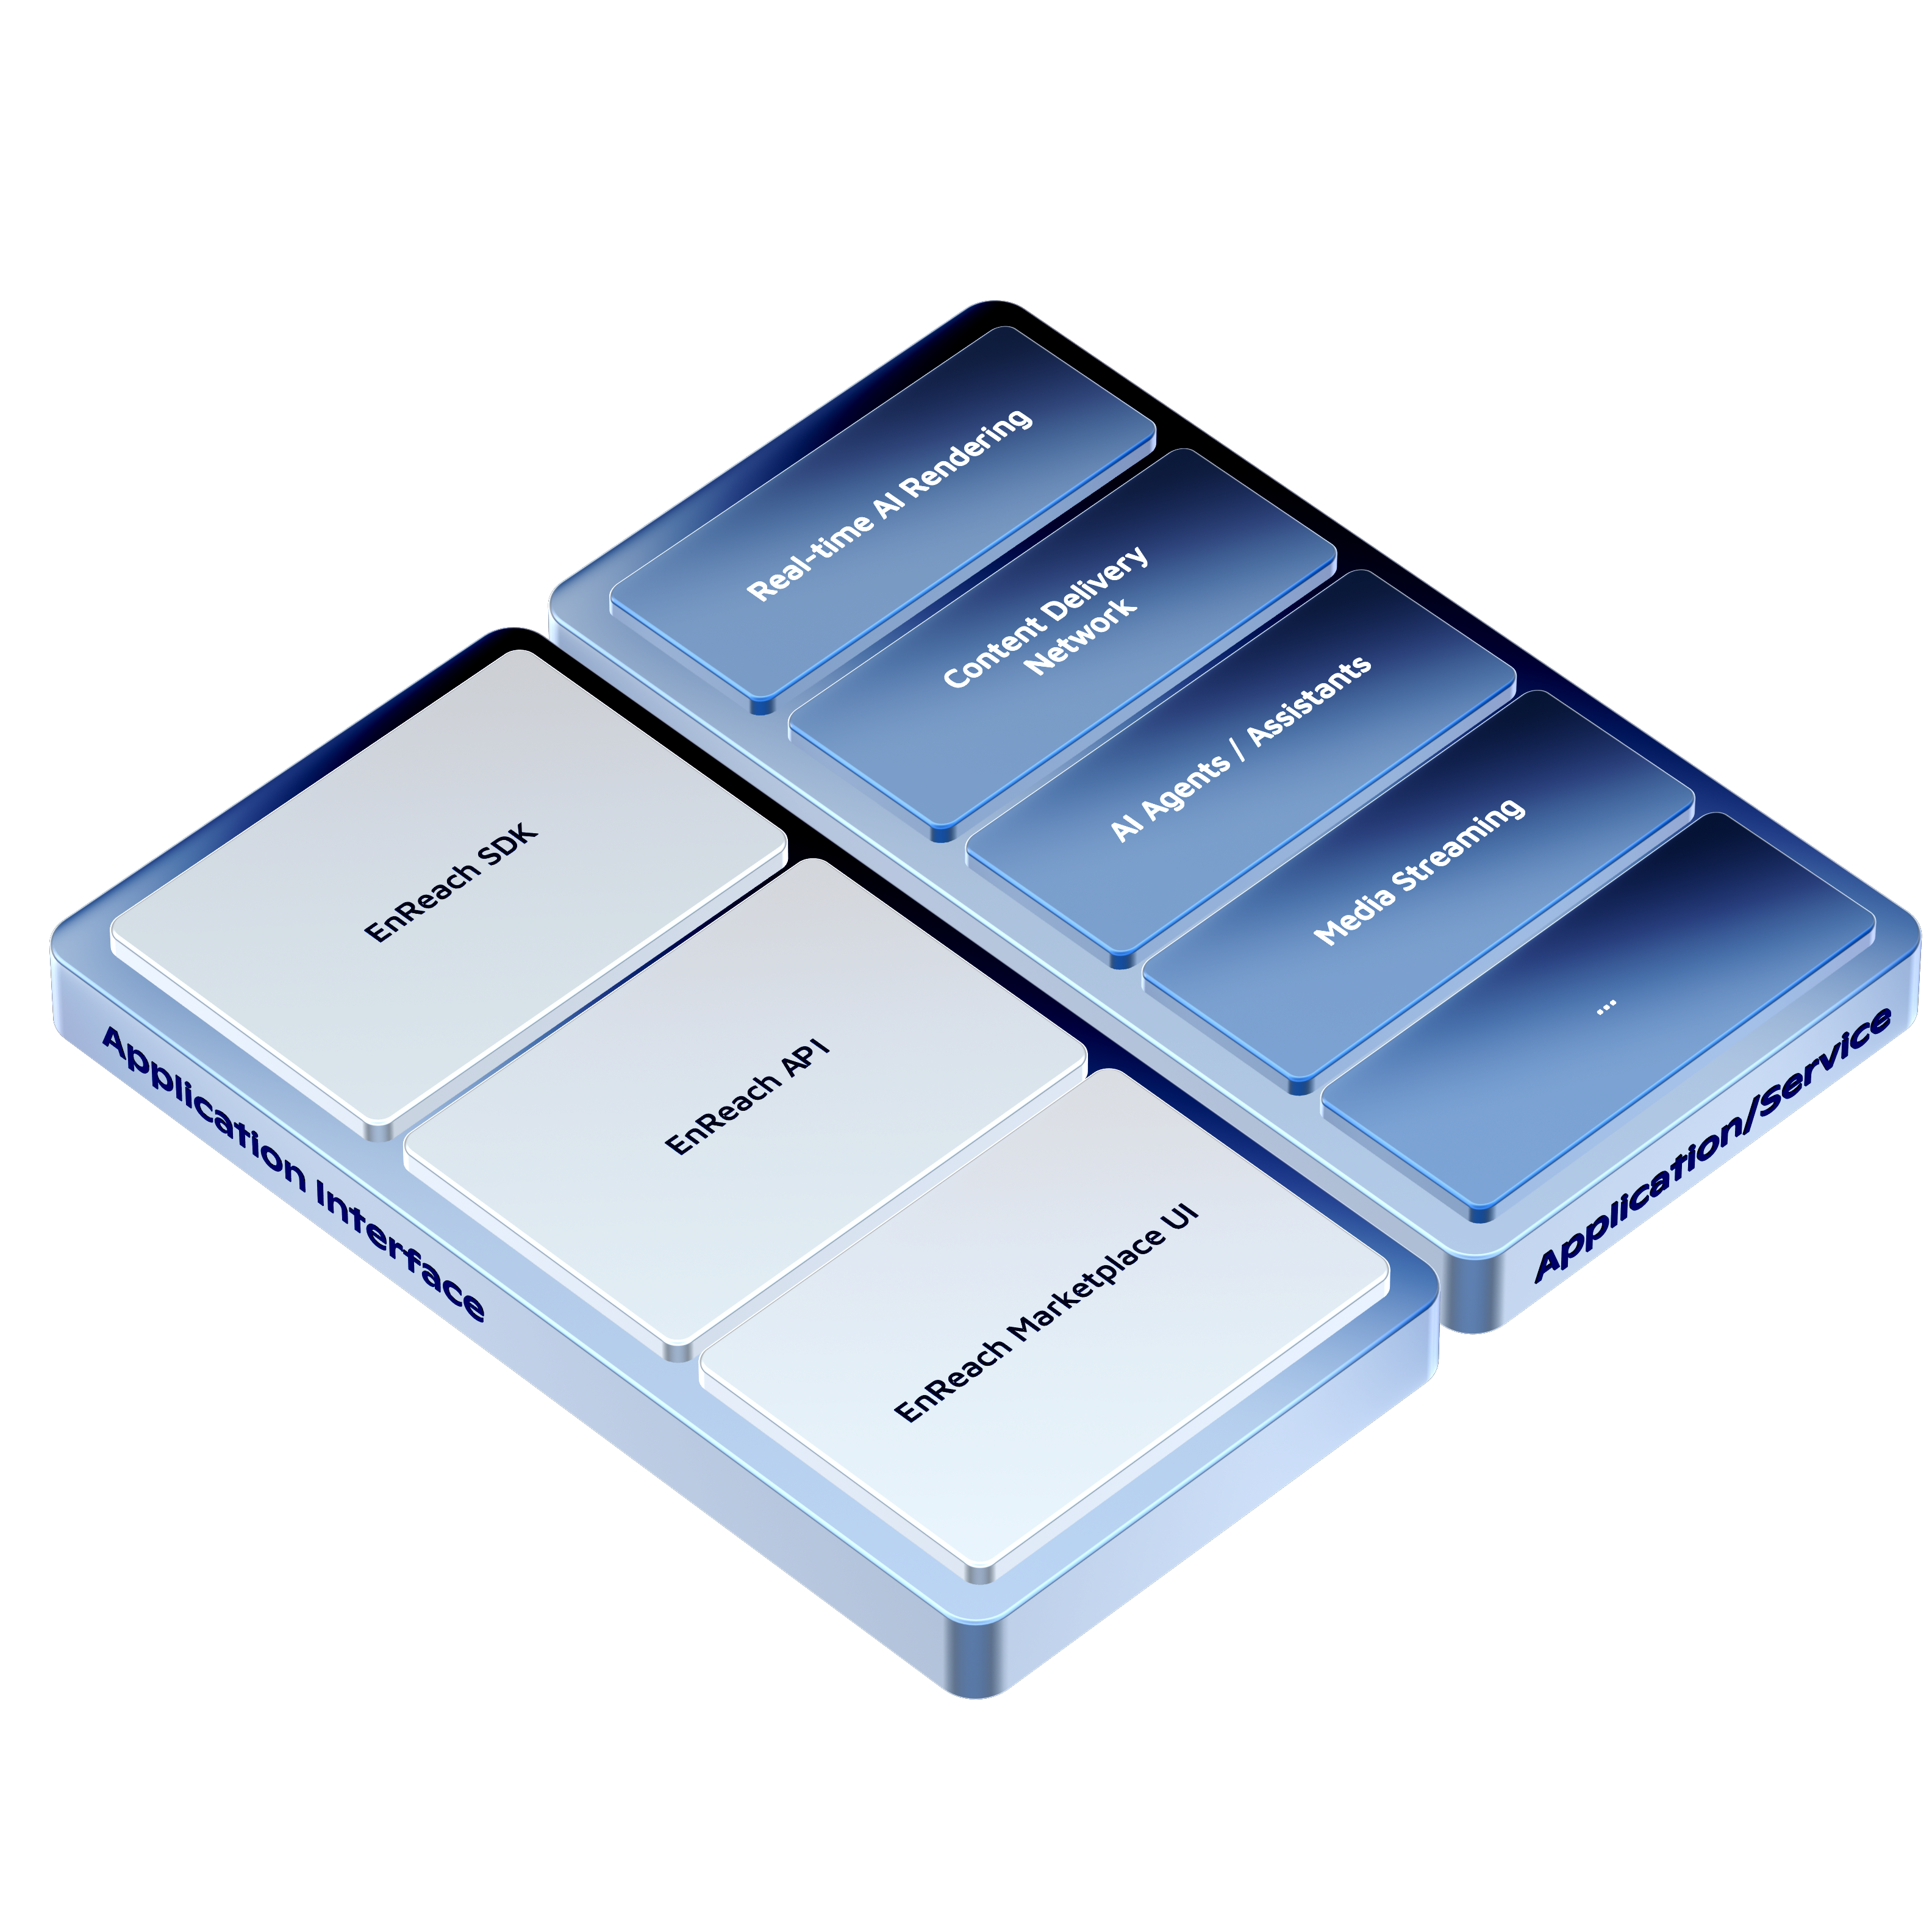 Real-time AI Rendering
Content Delivery
Network
AI Agents / Assistants
Media Streaming
...
Application/Service
EnReach SDK
EnReach API
EnReach Marketplace UI
Application Interface